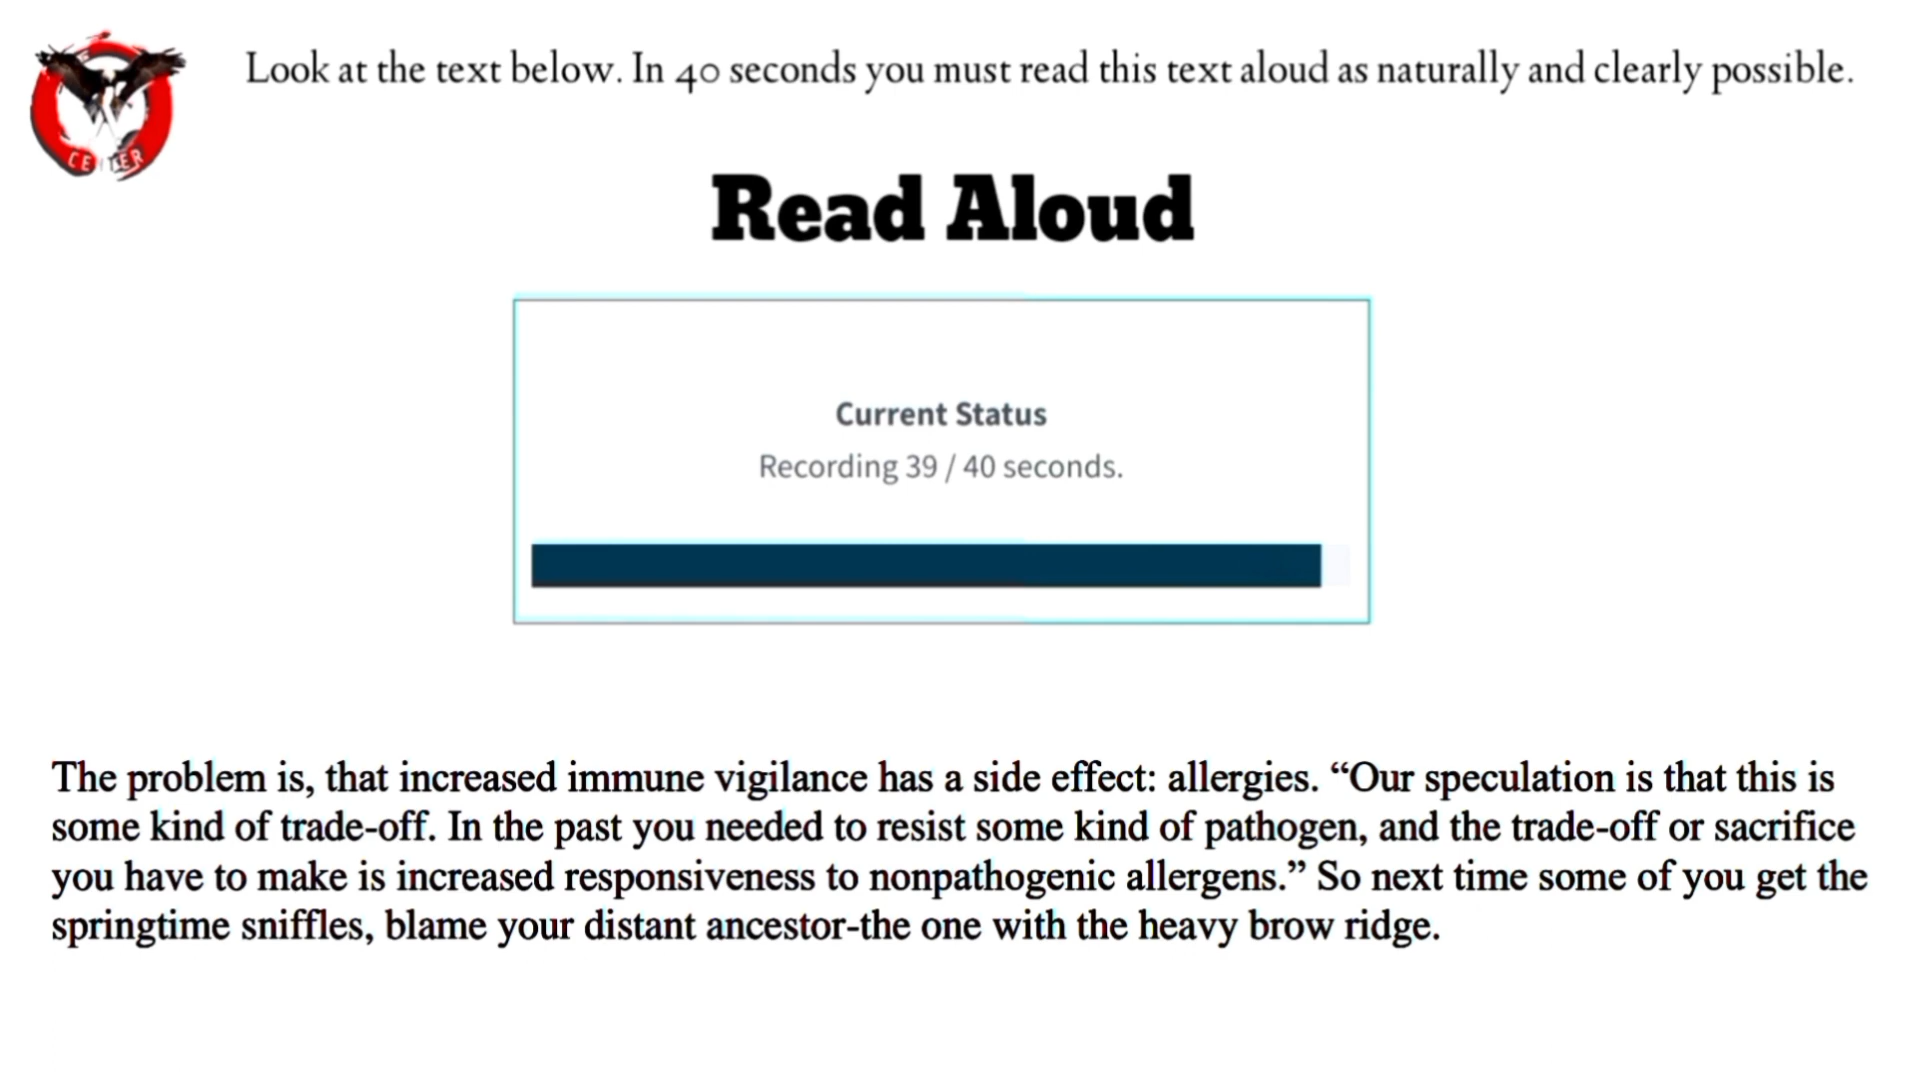 Look at the text below. In 40 seconds you must read this text aloud as naturally and clearly possible.
CENTER
Read Aloud
Current Status
Recording 39 / 40 seconds.
The problem is, that increased immune vigilance has a side effect: allergies. “Our speculation is that this is
some kind of trade-off. In the past you needed to resist some kind of pathogen, and the trade-off or sacrifice
you have to make is increased responsiveness to nonpathogenic allergens.” So next time some of you get the
springtime sniffles, blame your distant ancestor-the one with the heavy brow ridge.